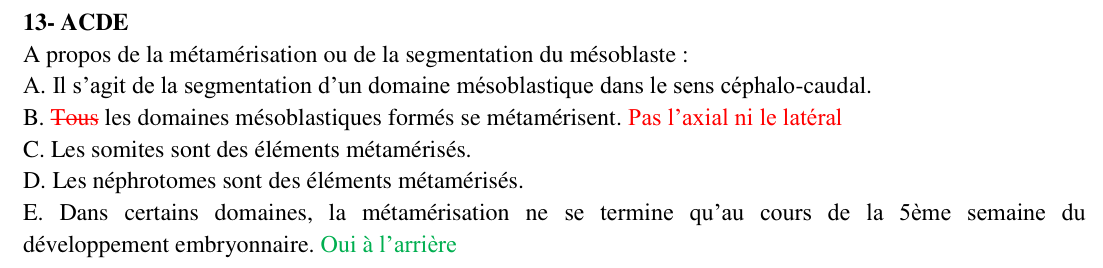 13- ACDE
A propos de la métamérisation ou de la segmentation du mésoblaste :
A. Il s’agit de la segmentation d’un domaine mésoblastique dans le sens céphalo-caudal.
B. Tous les domaines mésoblastiques formés se métamérisent. Pas l’axial ni le latéral
C. Les somites sont des éléments métamérisés.
D. Les néphrotomes sont des éléments métamérisés.
E. Dans certains domaines, la métamérisation ne se termine qu’au cours de la 5ème semaine du
développement embryonnaire. Oui à l’arrière